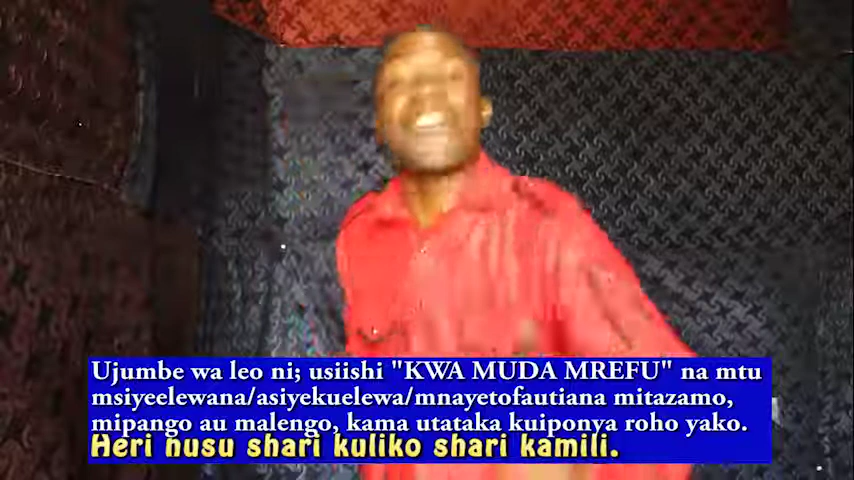 Ujumbe wa leo ni; usiishi "KWA MUDA MREFU" na mtu
msiyeelewana/asiyekuelewa/mnayetofautiana mitazamo,
mipango au malengo, kama utataka kuiponya roho yako.
Heri nusu shari kuliko shari kamili.